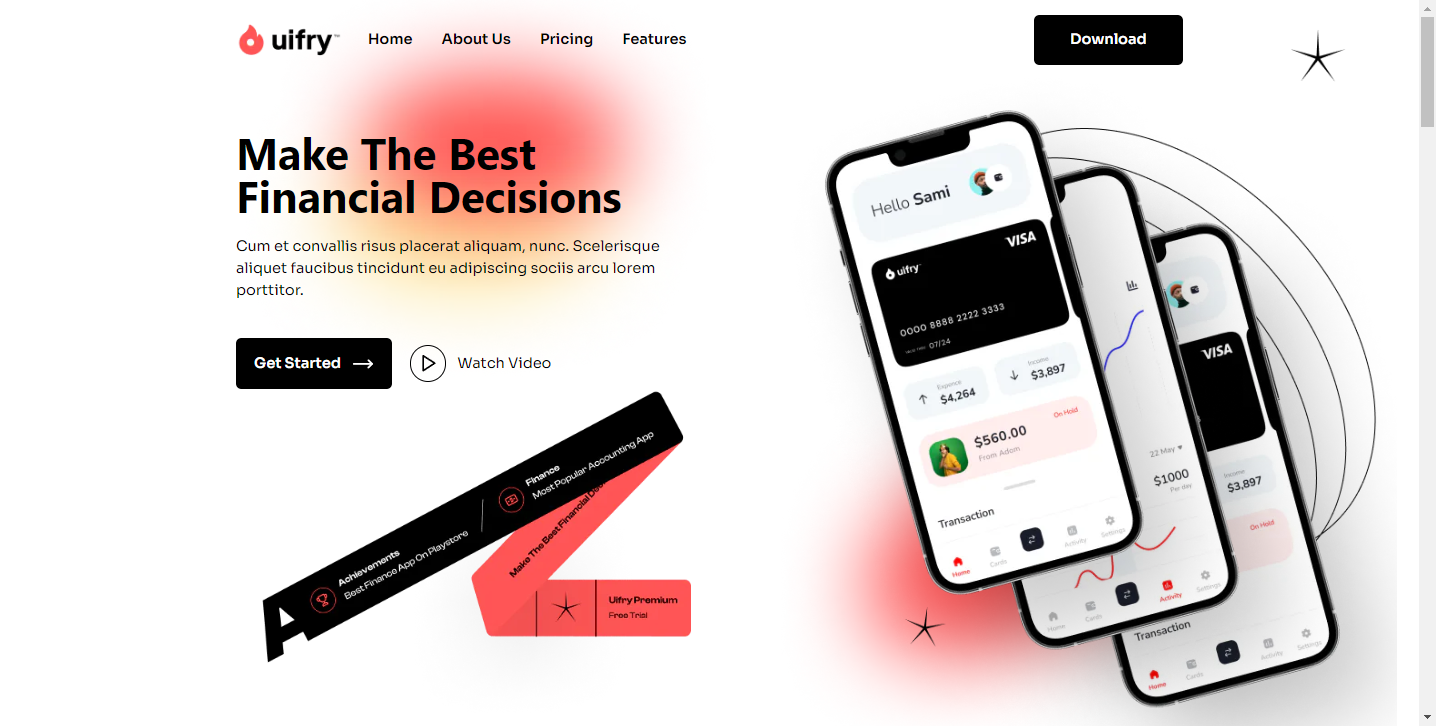 uifry™
Home
About Us
Pricing
Features
Download
Make The Best
Financial Decisions
Cum et convallis risus placerat aliquam, nunc. Scelerisque
aliquet faucibus tincidunt eu adipiscing sociis arcu lorem
porttitor.
Get Started
Watch Video
Achievements
Best Finance App On Playstore
Finance
Most Popular Accounting App
Make The Best Financial
Uifry Premium
Free Trial
Hello Sami
VISA
uifry
0000 8888 2222 3333
07/24
Expence
$4,264
Income
$3,897
On Hold
$560.00
From Adom
Transaction
Home
Cards
Activity
Settings
22 May
$1000
Per day
Home
Cards
Activity
Settings
VISA
Income
$3,897
On Hold
Transaction
Home
Cards
Activity
Settings